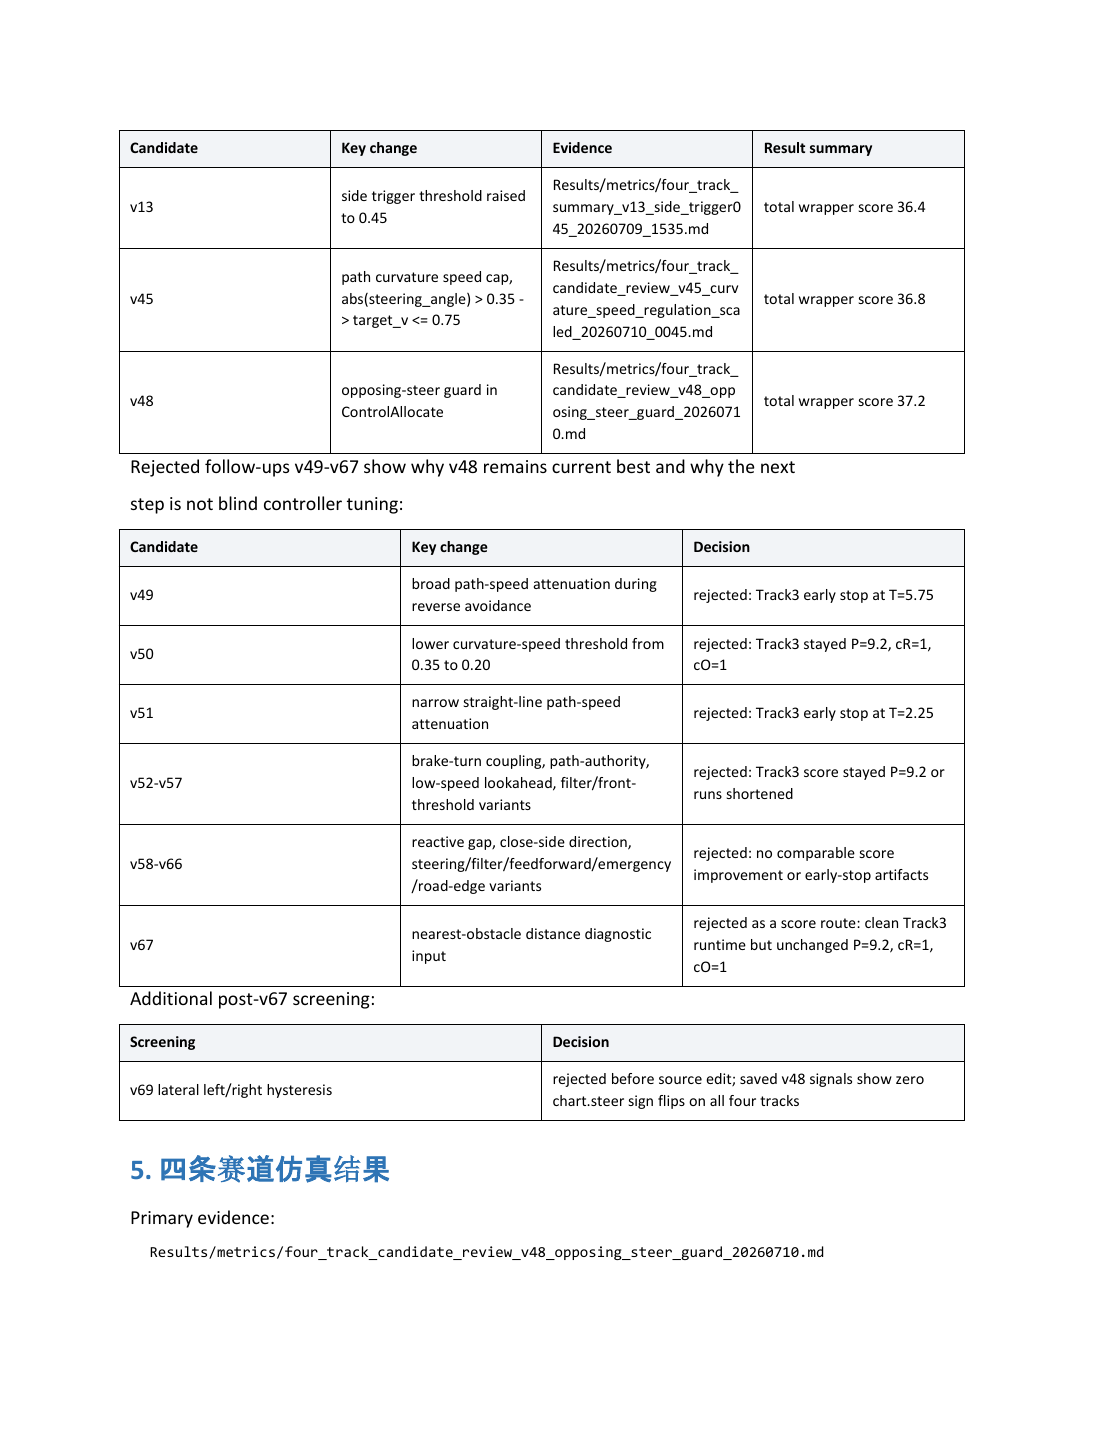 Candidate Key change Evidence Result summary
v13
side trigger threshold raised
to 0.45
Results/metrics/four_track_
summary_v13_side_trigger0
45_20260709_1535.md
total wrapper score 36.4
v45
path curvature speed cap,
abs(steering_angle) > 0.35 -
> target_v <= 0.75
Results/metrics/four_track_
candidate_review_v45_curv
ature_speed_regulation_sca
led_20260710_0045.md
total wrapper score 36.8
v48
opposing-steer guard in
ControlAllocate
Results/metrics/four_track_
candidate_review_v48_opp
osing_steer_guard_2026071
0.md
total wrapper score 37.2
Rejected follow-ups v49-v67 show why v48 remains current best and why the next
step is not blind controller tuning:
Candidate Key change Decision
v49
broad path-speed attenuation during
reverse avoidance
rejected: Track3 early stop at T=5.75
v50
lower curvature-speed threshold from
0.35 to 0.20
rejected: Track3 stayed P=9.2, cR=1,
cO=1
v51
narrow straight-line path-speed
attenuation
rejected: Track3 early stop at T=2.25
v52-v57
brake-turn coupling, path-authority,
low-speed lookahead, filter/front-
threshold variants
rejected: Track3 score stayed P=9.2 or
runs shortened
v58-v66
reactive gap, close-side direction,
steering/filter/feedforward/emergency
/road-edge variants
rejected: no comparable score
improvement or early-stop artifacts
v67
nearest-obstacle distance diagnostic
input
rejected as a score route: clean Track3
runtime but unchanged P=9.2, cR=1,
cO=1
Additional post-v67 screening:
Screening Decision
v69 lateral left/right hysteresis
rejected before source edit; saved v48 signals show zero
chart.steer sign flips on all four tracks
5. 四条赛道仿真结果
Primary evidence:
Results/metrics/four_track_candidate_review_v48_opposing_steer_guard_20260710.md